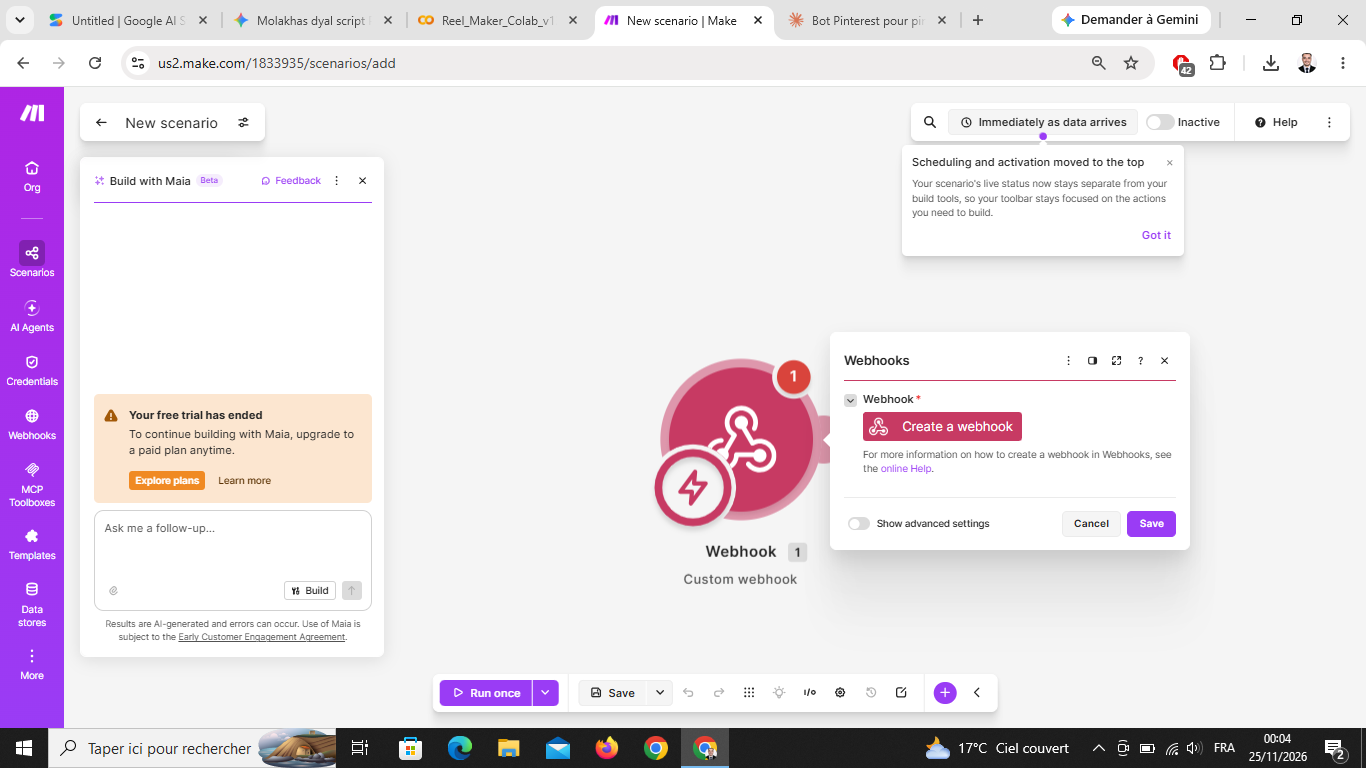 Untitled | Google AI S
Molakhas dyal script
Reel_Maker_Colab_v1
New scenario | Make
Bot Pinterest pour pi
Demander à Gemini
us2.make.com/1833935/scenarios/add
42
New scenario
Immediately as data arrives
Inactive
Help
Org
Scenarios
AI Agents
Credentials
Webhooks
MCP
Toolboxes
Templates
Data
stores
More
Build with Maia
Beta
Feedback
Your free trial has ended
To continue building with Maia, upgrade to
a paid plan anytime.
Explore plans
Learn more
Ask me a follow-up...
Build
Results are AI-generated and errors can occur. Use of Maia is
subject to the Early Customer Engagement Agreement.
Scheduling and activation moved to the top
Your scenario's live status now stays separate from your
build tools, so your toolbar stays focused on the actions
you need to build.
Got it
1
Webhook 1
Custom webhook
Webhooks
?
Webhook *
Create a webhook
For more information on how to create a webhook in Webhooks, see
the online Help.
Show advanced settings
Cancel
Save
Run once
Save
Taper ici pour rechercher
17°C Ciel couvert
FRA
00:04
25/11/2026
2